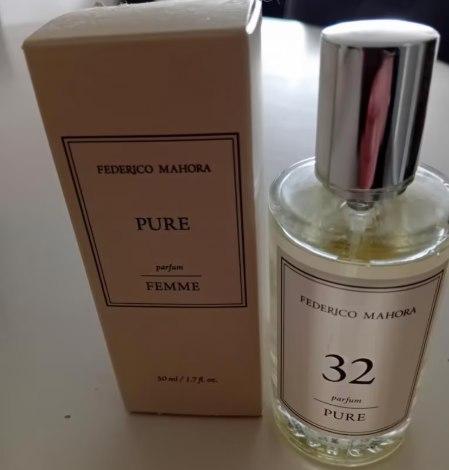 FEDERICO MAHORA
PURE
parfum
FEMME
50 ml / 1.7 fl. oz.
FEDERICO MAHORA
32
parfum
PURE